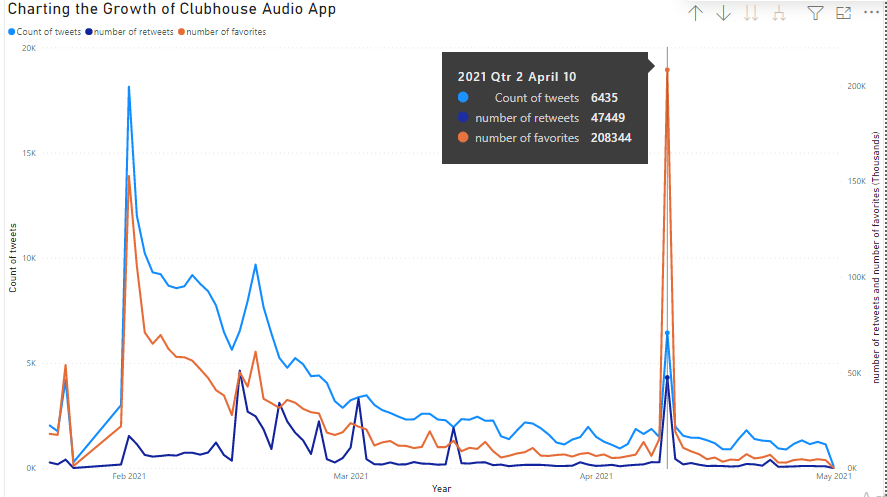 Charting the Growth of Clubhouse Audio App
Count of tweets number of retweets number of favorites
20K
15K
10K
5K
0K
Count of tweets
2021 Qtr 2 April 10
Count of tweets 6435
number of retweets 47449
number of favorites 208344
200K
150K
100K
50K
0K
number of retweets and number of favorites (Thousands)
Feb 2021
Mar 2021
Apr 2021
May 2021
Year